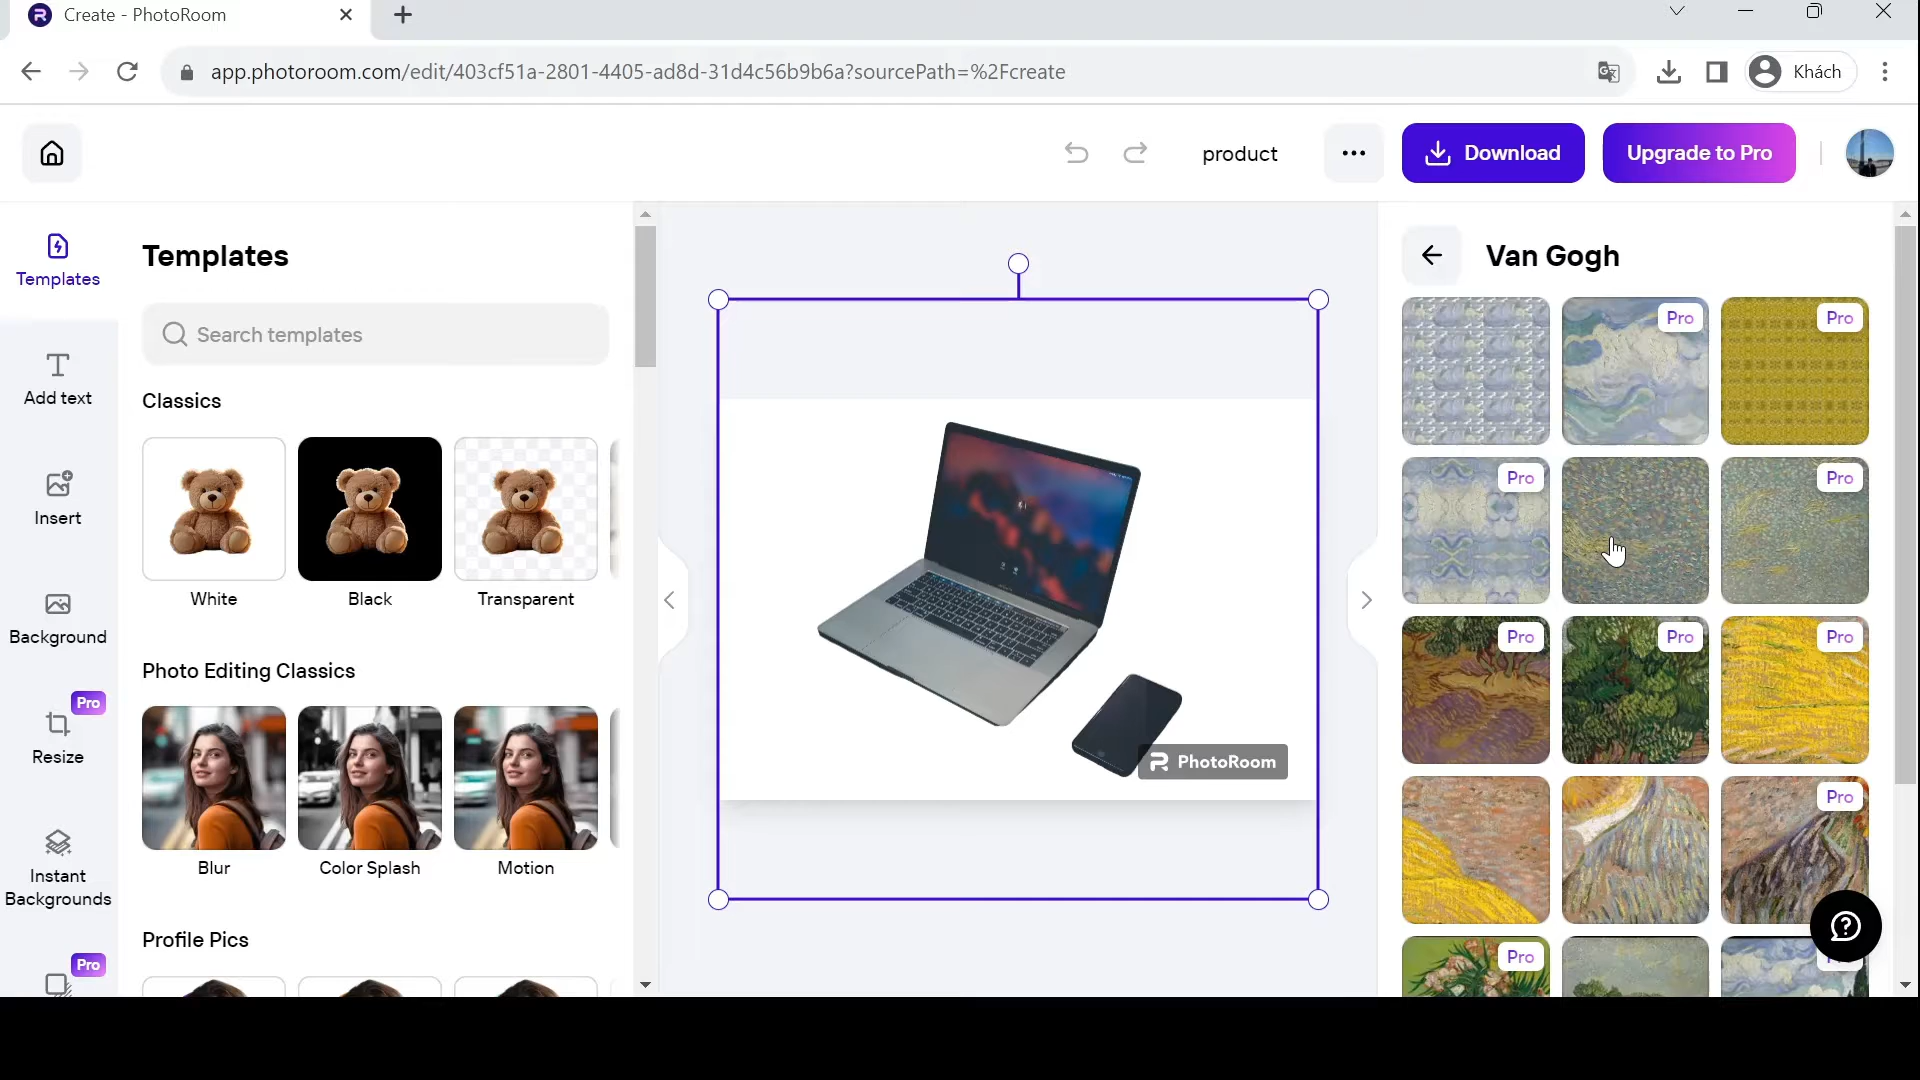 Create - PhotoRoom
app.photoroom.com/edit/403cf51a-2801-4405-ad8d-31d4c56b9b6a?sourcePath=%2Fcreate
Khách
product
Download
Upgrade to Pro
Templates
Add text
Insert
Background
Pro
Resize
Instant
Backgrounds
Pro
Templates
Search templates
Classics
White
Black
Transparent
Photo Editing Classics
Blur
Color Splash
Motion
Profile Pics
PhotoRoom
Van Gogh
Pro
Pro
Pro
Pro
Pro
Pro
Pro
Pro
Pro